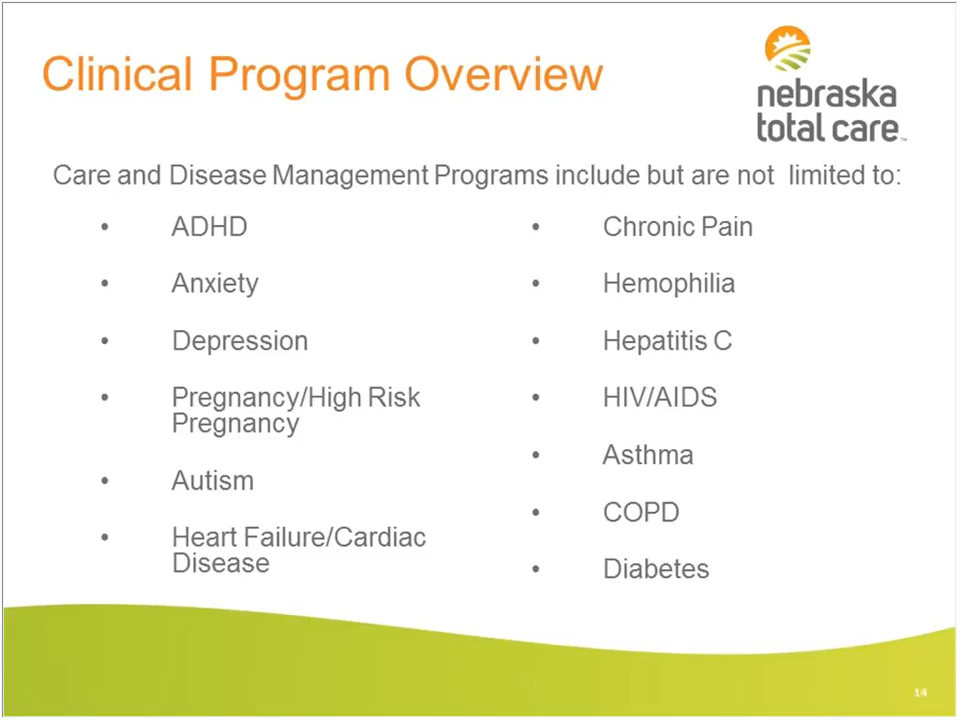 Clinical Program Overview
nebraska
total care™
Care and Disease Management Programs include but are not limited to:
• ADHD
• Anxiety
• Depression
• Pregnancy/High Risk
Pregnancy
• Autism
• Heart Failure/Cardiac
Disease
• Chronic Pain
• Hemophilia
• Hepatitis C
• HIV/AIDS
• Asthma
• COPD
• Diabetes
14